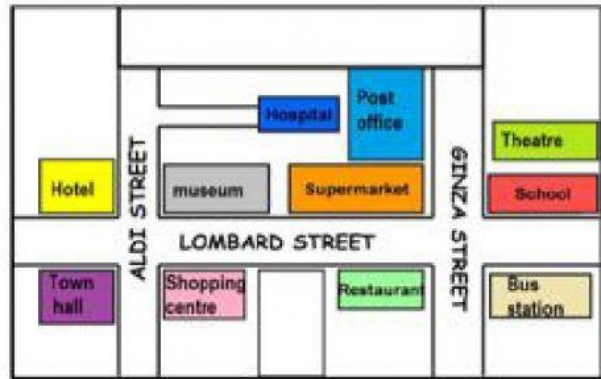 Hospital
Post
office
Theatre
Hotel
museum
Supermarket
School
ALDI STREET
GINZA STREET
LOMBARD STREET
Town
hall
Shopping
centre
Restaurant
Bus
station